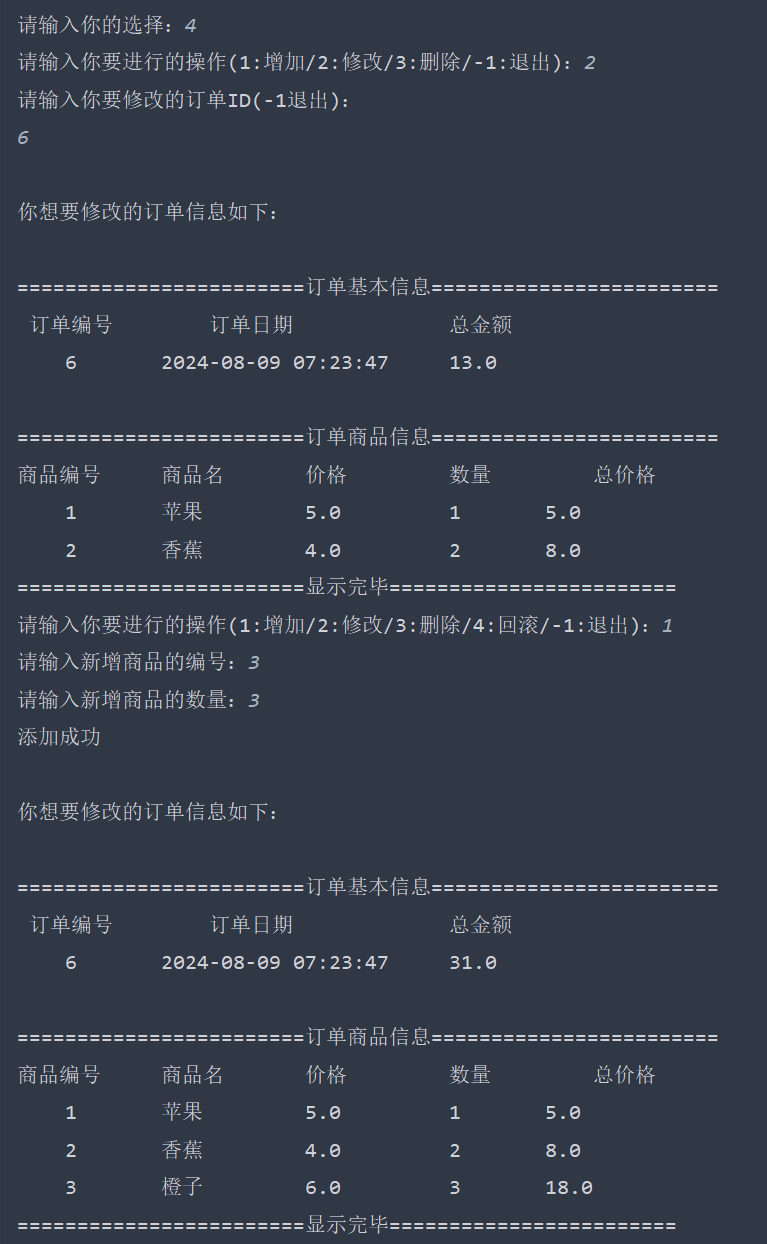 请输入你的选择：4
请输入你要进行的操作(1:增加/2:修改/3:删除/-1:退出)：2
请输入你要修改的订单ID(-1退出)：
6
你想要修改的订单信息如下：
========================订单基本信息========================
订单编号 订单日期 总金额
6 2024-08-09 07:23:47 13.0
========================订单商品信息========================
商品编号 商品名 价格 数量 总价格
1 苹果 5.0 1 5.0
2 香蕉 4.0 2 8.0
========================显示完毕========================
请输入你要进行的操作(1:增加/2:修改/3:删除/4:回滚/-1:退出)：1
请输入新增商品的编号：3
请输入新增商品的数量：3
添加成功
你想要修改的订单信息如下：
========================订单基本信息========================
订单编号 订单日期 总金额
6 2024-08-09 07:23:47 31.0
========================订单商品信息========================
商品编号 商品名 价格 数量 总价格
1 苹果 5.0 1 5.0
2 香蕉 4.0 2 8.0
3 橙子 6.0 3 18.0
========================显示完毕========================